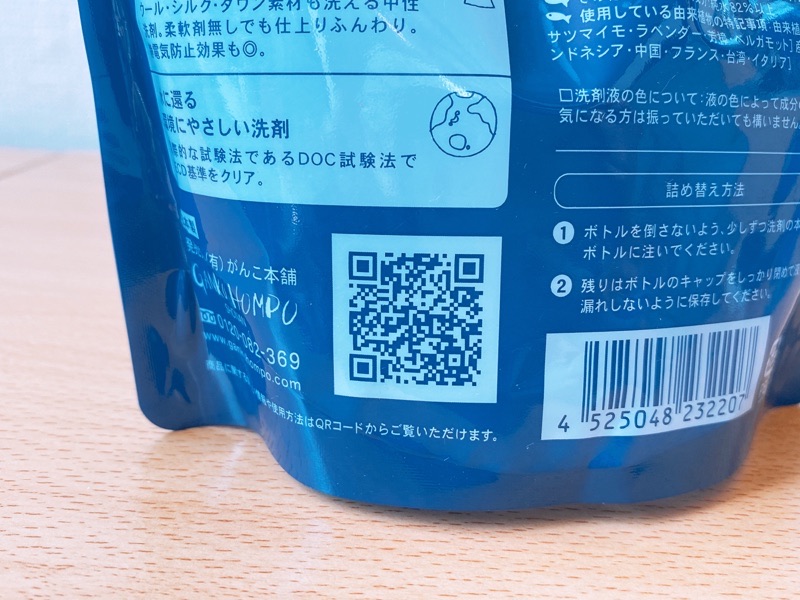 ウール・シルク・ダウン素材も洗える中性
洗剤。柔軟剤無しでも仕上りふんわり。
静電気防止効果も◎。
に還る
環境にやさしい洗剤
的な試験法であるDOC試験法で
OECD基準をクリア。
発売元/(有)がんこ本舗
GANKO HOMPO
0120-082-369
www.gankohompo.com
使用方法はQRコードからご覧いただけます。
使用している由来植物の特記事項：由来植
サツマイモ・ラベンダー
ベルガモット]
ンドネシア・中国・フランス・台湾・イタリア]
□洗剤液の色について：液の色によって成分
気になる方は振っていただいても構いません
詰め替え方法
1 ボトルを倒さないよう、少しずつ洗剤の本
ボトルに注いでください。
2 残りはボトルのキャップをしっかり閉めて
漏れしないように保存してください。
4 525048 232207